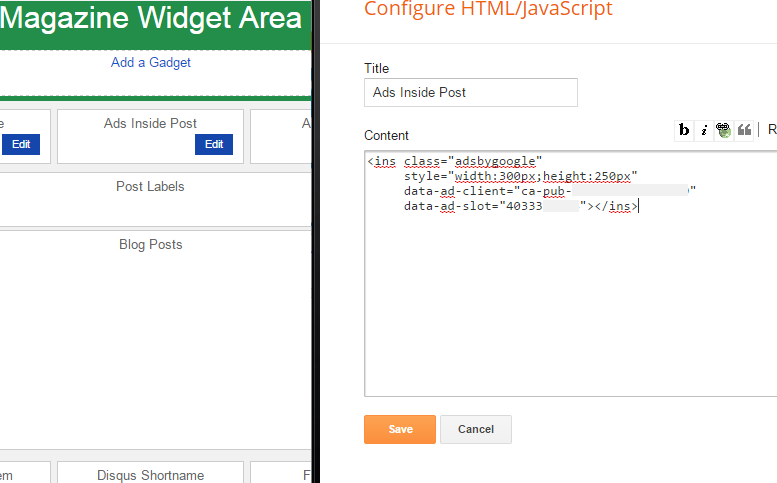 Magazine Widget Area
Add a Gadget
e
Ads Inside Post
A
Edit
Edit
Post Labels
Blog Posts
em
Disqus Shortname
F
Configure HTML/JavaScript
Title
Ads Inside Post
Content
b i R
<ins class="adsbygoogle"
style="width:300px;height:250px"
data-ad-client="ca-pub- "
data-ad-slot="40333 "></ins>
Save
Cancel